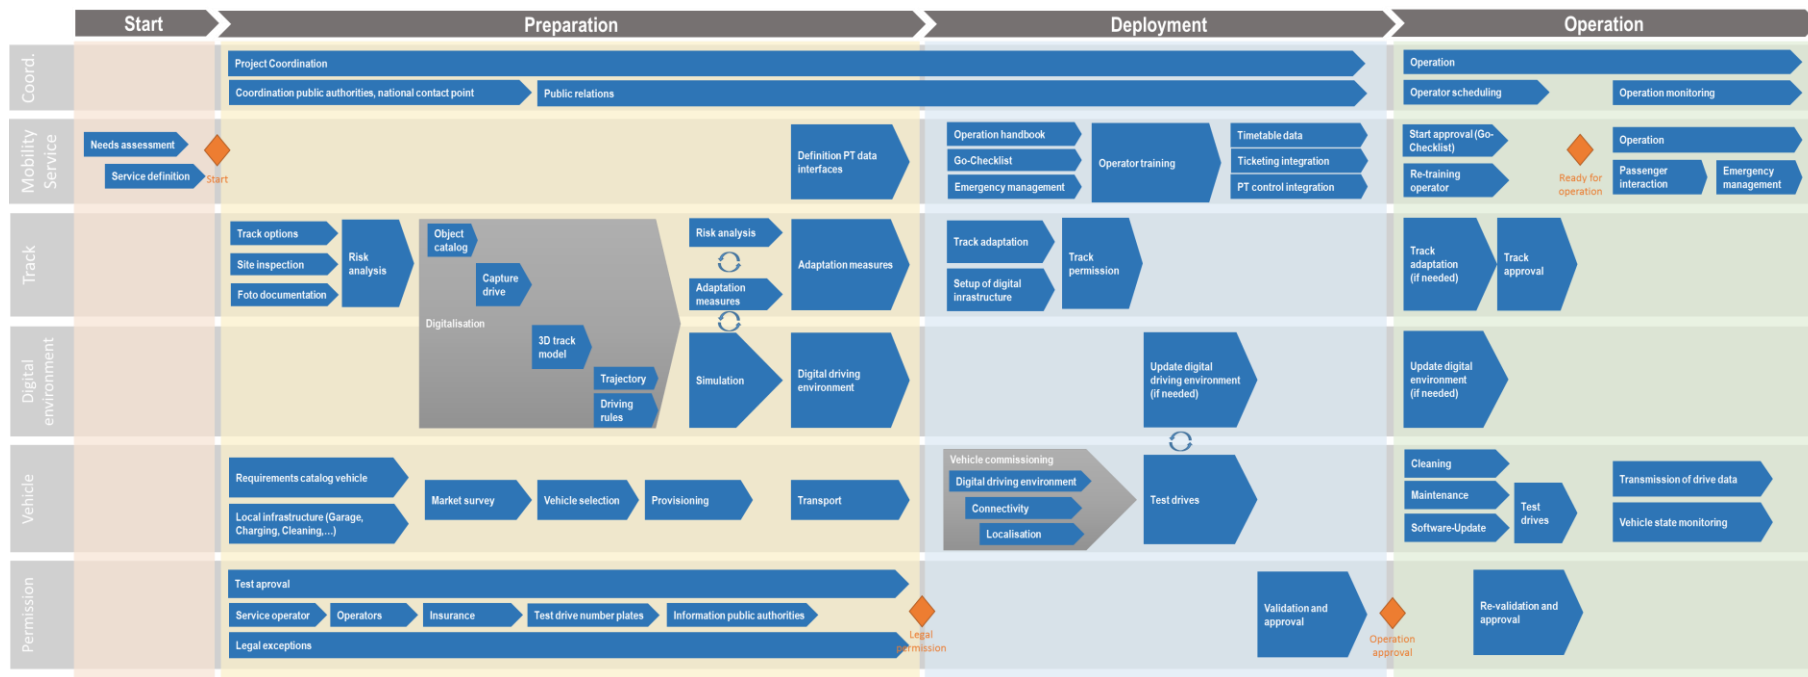 Start
Preparation
Deployment
Operation
Coord.
Project Coordination
Operation
Coordination public authorities, national contact point
Public relations
Operator scheduling
Operation monitoring
Mobility
Service
Needs assessment
Service definition
Start
Definition PT data
interfaces
Operation handbook
Go-Checklist
Emergency management
Operator training
Timetable data
Ticketing integration
PT control integration
Start approval (Go-
Checklist)
Re-training
operator
Ready for
operation
Operation
Passenger
interaction
Emergency
management
Track
Track options
Site inspection
Foto documentation
Risk
analysis
Digitalisation
Object
catalog
Capture
drive
3D track
model
Trajectory
Driving
rules
Risk analysis
Adaptation
measures
Adaptation measures
Track adaptation
Setup of digital
inrastructure
Track
permission
Track
adaptation
(if needed)
Track
approval
Digital
environment
Simulation
Digital driving
environment
Update digital
driving environment
(if needed)
Update digital
environment
(if needed)
Vehicle
Requirements catalog vehicle
Local infrastructure (Garage,
Charging, Cleaning,...)
Market survey
Vehicle selection
Provisioning
Transport
Vehicle commissioning
Digital driving environment
Connectivity
Localisation
Test drives
Cleaning
Maintenance
Software-Update
Test
drives
Transmission of drive data
Vehicle state monitoring
Permission
Test aproval
Service operator
Operators
Insurance
Test drive number plates
Information public authorities
Legal exceptions
Legal
permission
Validation and
approval
Operation
approval
Re-validation and
approval